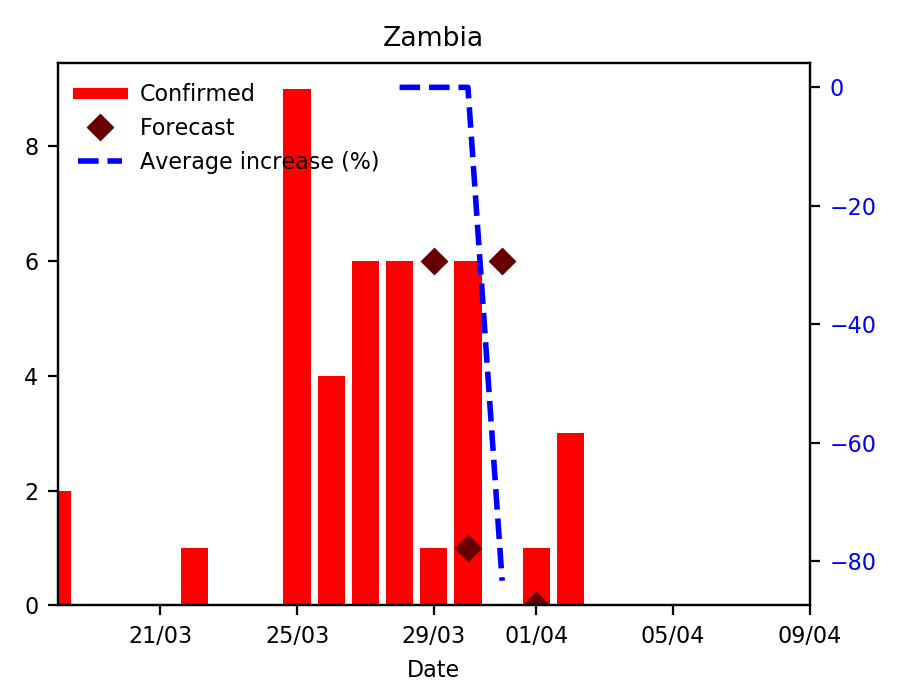 Zambia
Confirmed
Forecast
Average increase (%)
8
6
4
2
0
0
−20
−40
−60
−80
21/03 25/03 29/03 01/04 05/04 09/04
Date